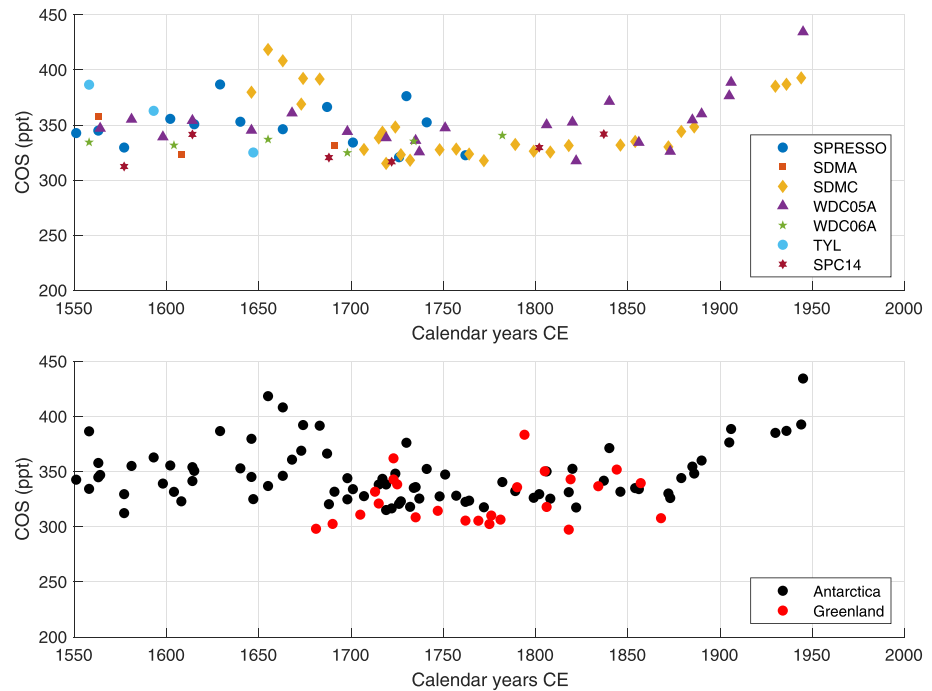 450
400
350
300
250
200
COS (ppt)
1550 1600 1650 1700 1750 1800 1850 1900 1950 2000
Calendar years CE
SPRESSO
SDMA
SDMC
WDC05A
WDC06A
TYL
SPC14
450
400
350
300
250
200
COS (ppt)
1550 1600 1650 1700 1750 1800 1850 1900 1950 2000
Calendar years CE
Antarctica
Greenland